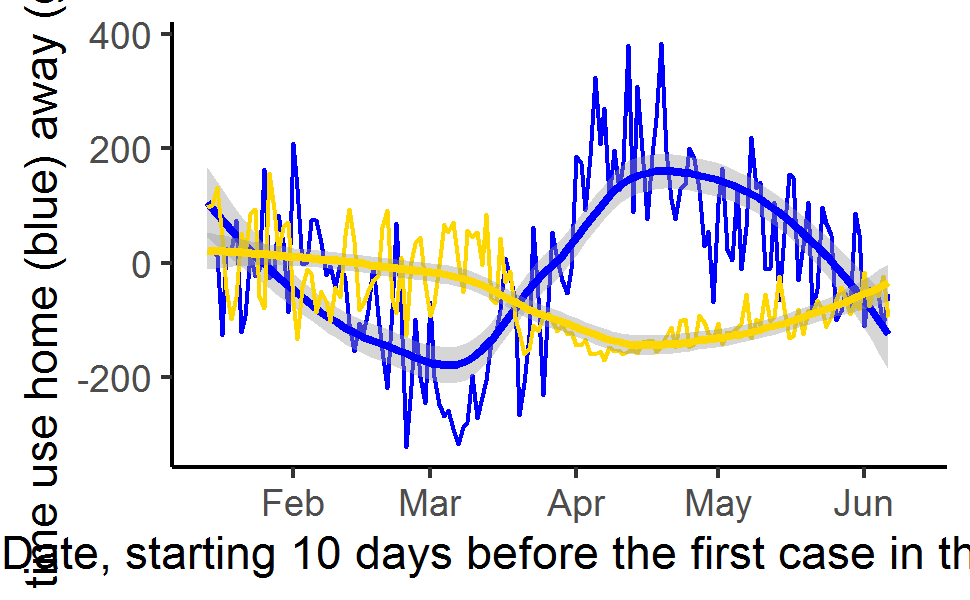 time use home (blue) away (
400
200
0
-200
Feb Mar Apr May Jun
Date, starting 10 days before the first case in th